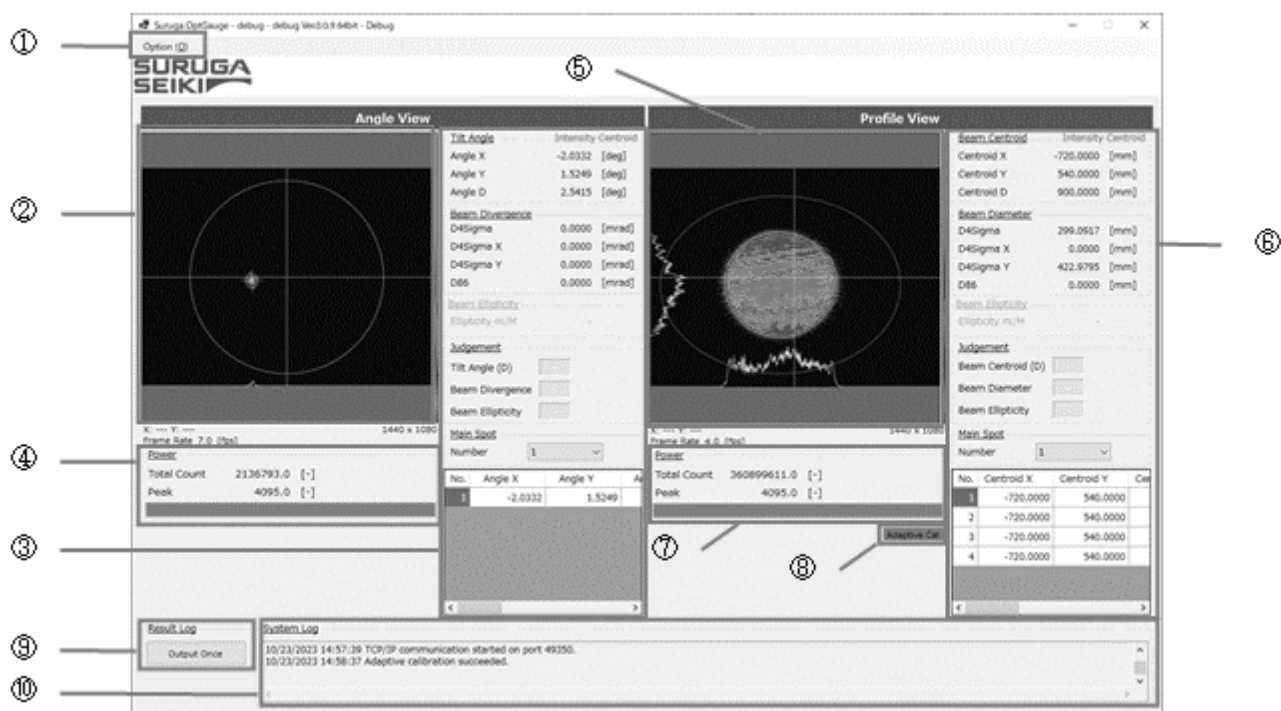 Suruga OptGauge - debug - debug Ver.0.0.9 64bit - Debug
① Option (O)
SURUGA
SEIKI
⑤
Angle View
Profile View
②
Tilt Angle Intensity Centroid
Angle X -2.0332 [deg]
Angle Y 1.5249 [deg]
Angle D 2.5415 [deg]
Beam Divergence
D4Sigma 0.0000 [mrad]
D4Sigma X 0.0000 [mrad]
D4Sigma Y 0.0000 [mrad]
D86 0.0000 [mrad]
Beam Ellipticity
Ellipticity m/M -
Judgement
Tilt Angle (D)
Beam Divergence
Beam Ellipticity
Main Spot
Number 1
No. Angle X Angle Y
1 -2.0332 1.5249
X: --- Y: --- 1440 x 1080
Frame Rate 7.0 [fps]
④ Power
Total Count 2136793.0 [-]
Peak 4095.0 [-]
③
⑥
Beam Centroid Intensity Centroid
Centroid X -720.0000 [mm]
Centroid Y 540.0000 [mm]
Centroid D 900.0000 [mm]
Beam Diameter
D4Sigma 299.0917 [mm]
D4Sigma X 0.0000 [mm]
D4Sigma Y 422.9795 [mm]
D86 0.0000 [mm]
Beam Ellipticity
Ellipticity m/M -
Judgement
Beam Centroid (D)
Beam Diameter
Beam Ellipticity
Main Spot
Number 1
No. Centroid X Centroid Y Cen
1 -720.0000 540.0000
2 -720.0000 540.0000
3 -720.0000 540.0000
4 -720.0000 540.0000
X: --- Y: --- 1440 x 1080
Frame Rate 4.0 [fps]
Power
Total Count 360899611.0 [-]
Peak 4095.0 [-]
⑦
⑧
Adaptive Cal
⑨
Result Log
Output Once
⑩
System Log
10/23/2023 14:57:39 TCP/IP communication started on port 49350.
10/23/2023 14:58:37 Adaptive calibration succeeded.